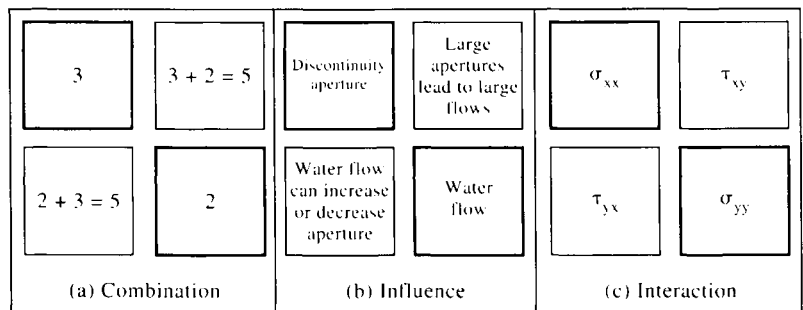 3
3 + 2 = 5
2 + 3 = 5
2
(a) Combination
Discontinuity
aperture
Large
apertures
lead to large
flows
Water flow
can increase
or decrease
aperture
Water
flow
(b) Influence
σxx
τxy
τyx
σyy
(c) Interaction